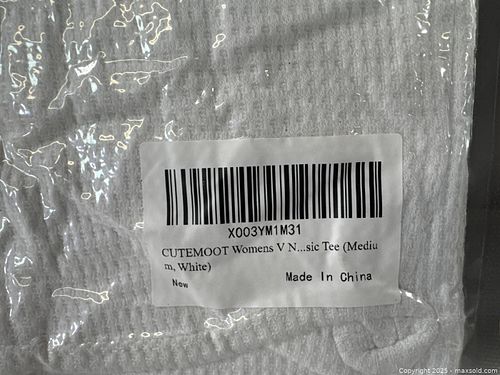 X003YM1M31
CUTEMOOT Womens V N...sic Tee (Mediu
m, White)
New
Made In China
Copyright 2025 - maxsold.com